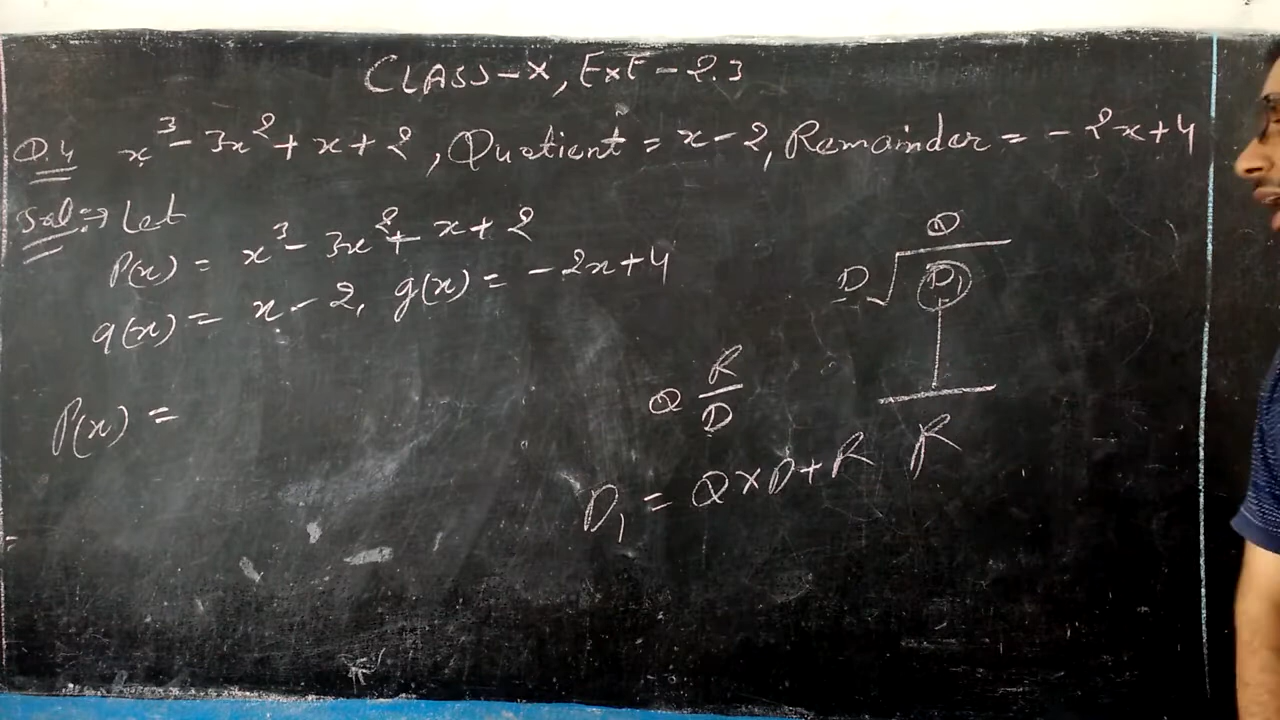 CLASS-X, EXE-2.3
Q.4 x³-3x²+x+2, Quotient = x-2, Remainder = -2x+4
Sol:⇒ Let
P(x) = x³-3x²+x+2
q(x) = x-2, g(x) = -2x+4
P(x) =
Q
D √ D₁
R
Q R/D
D₁ = Q×D+R